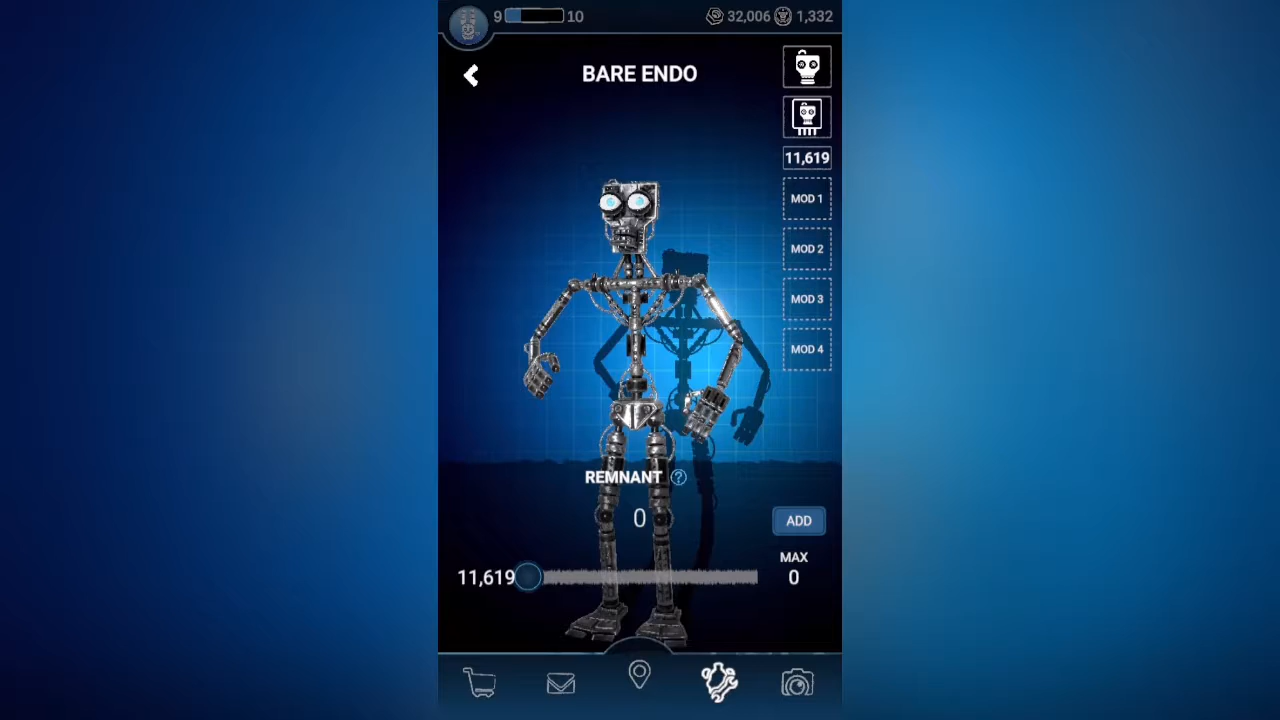 9 10 32,006 1,332
BARE ENDO
11,619
MOD 1
MOD 2
MOD 3
MOD 4
REMNANT ?
0
ADD
MAX
11,619 0